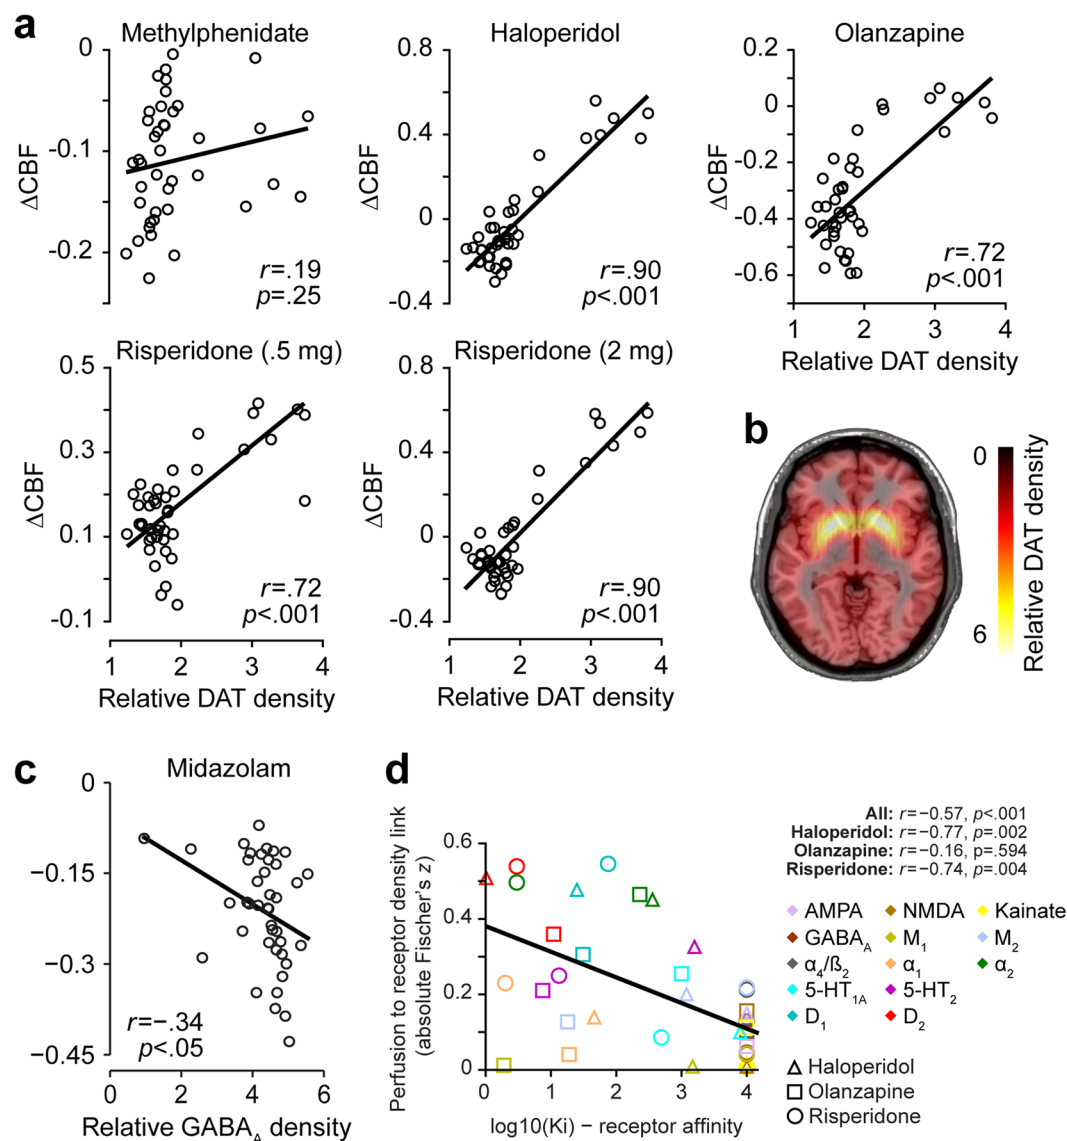 a
Methylphenidate
Haloperidol
Olanzapine
0
-0.1
-0.2
ΔCBF
r=.19
p=.25
0.8
0.4
0
-0.4
ΔCBF
r=.90
p<.001
0.2
0
-0.2
-0.4
-0.6
ΔCBF
r=.72
p<.001
1 2 3 4
Relative DAT density
Risperidone (.5 mg)
Risperidone (2 mg)
0.5
0.3
0.1
-0.1
ΔCBF
r=.72
p<.001
1 2 3 4
Relative DAT density
0.8
0.4
0
-0.4
ΔCBF
r=.90
p<.001
1 2 3 4
Relative DAT density
b
0
6
Relative DAT density
c
Midazolam
0
−0.15
−0.3
−0.45
r=−.34
p<.05
0 2 4 6
Relative GABAA density
d
Perfusion to receptor density link
(absolute Fischer's z)
0.6
0.4
0.2
0
0 1 2 3 4
log10(Ki) − receptor affinity
All: r=−0.57, p<.001
Haloperidol: r=−0.77, p=.002
Olanzapine: r=−0.16, p=.594
Risperidone: r=−0.74, p=.004
AMPA NMDA Kainate
GABAA M1 M2
α4/ß2 α1 α2
5-HT1A 5-HT2
D1 D2
Haloperidol
Olanzapine
Risperidone